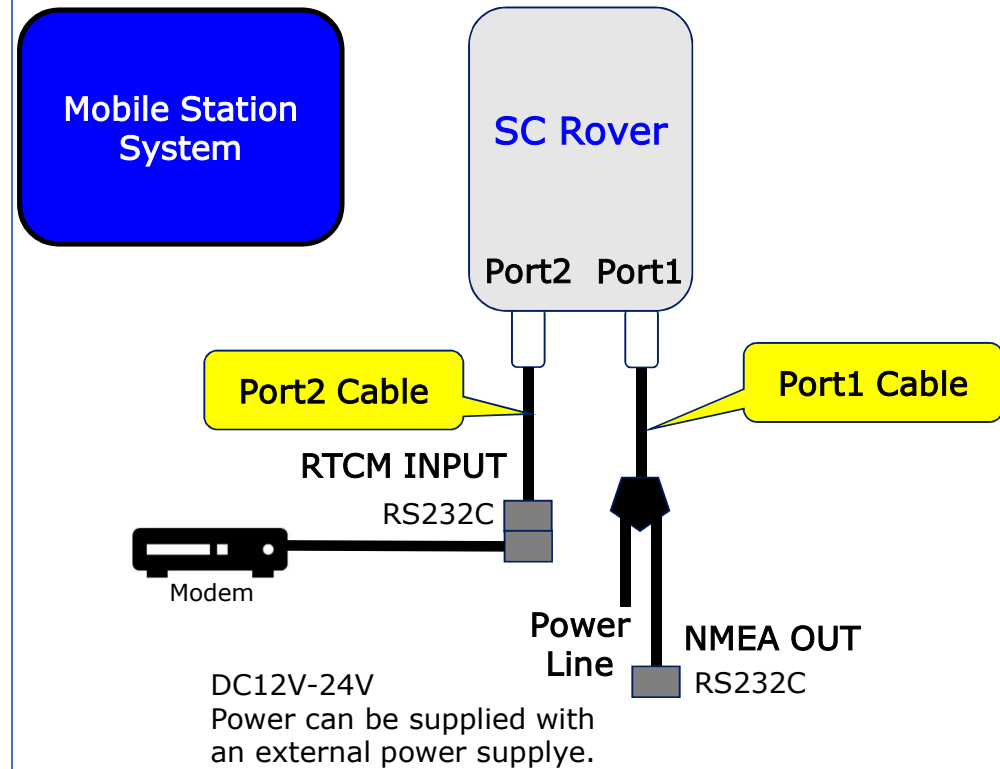 Mobile Station
System
SC Rover
Port2 Port1
Port2 Cable
Port1 Cable
RTCM INPUT
RS232C
Modem
Power
Line
NMEA OUT
RS232C
DC12V-24V
Power can be supplied with
an external power supplye.